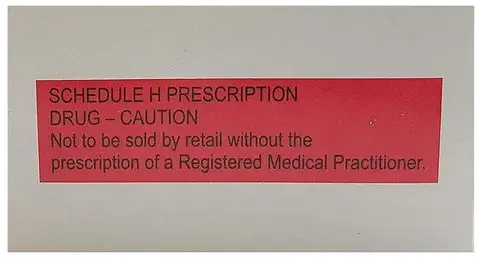 SCHEDULE H PRESCRIPTION
DRUG – CAUTION
Not to be sold by retail without the
prescription of a Registered Medical Practitioner.